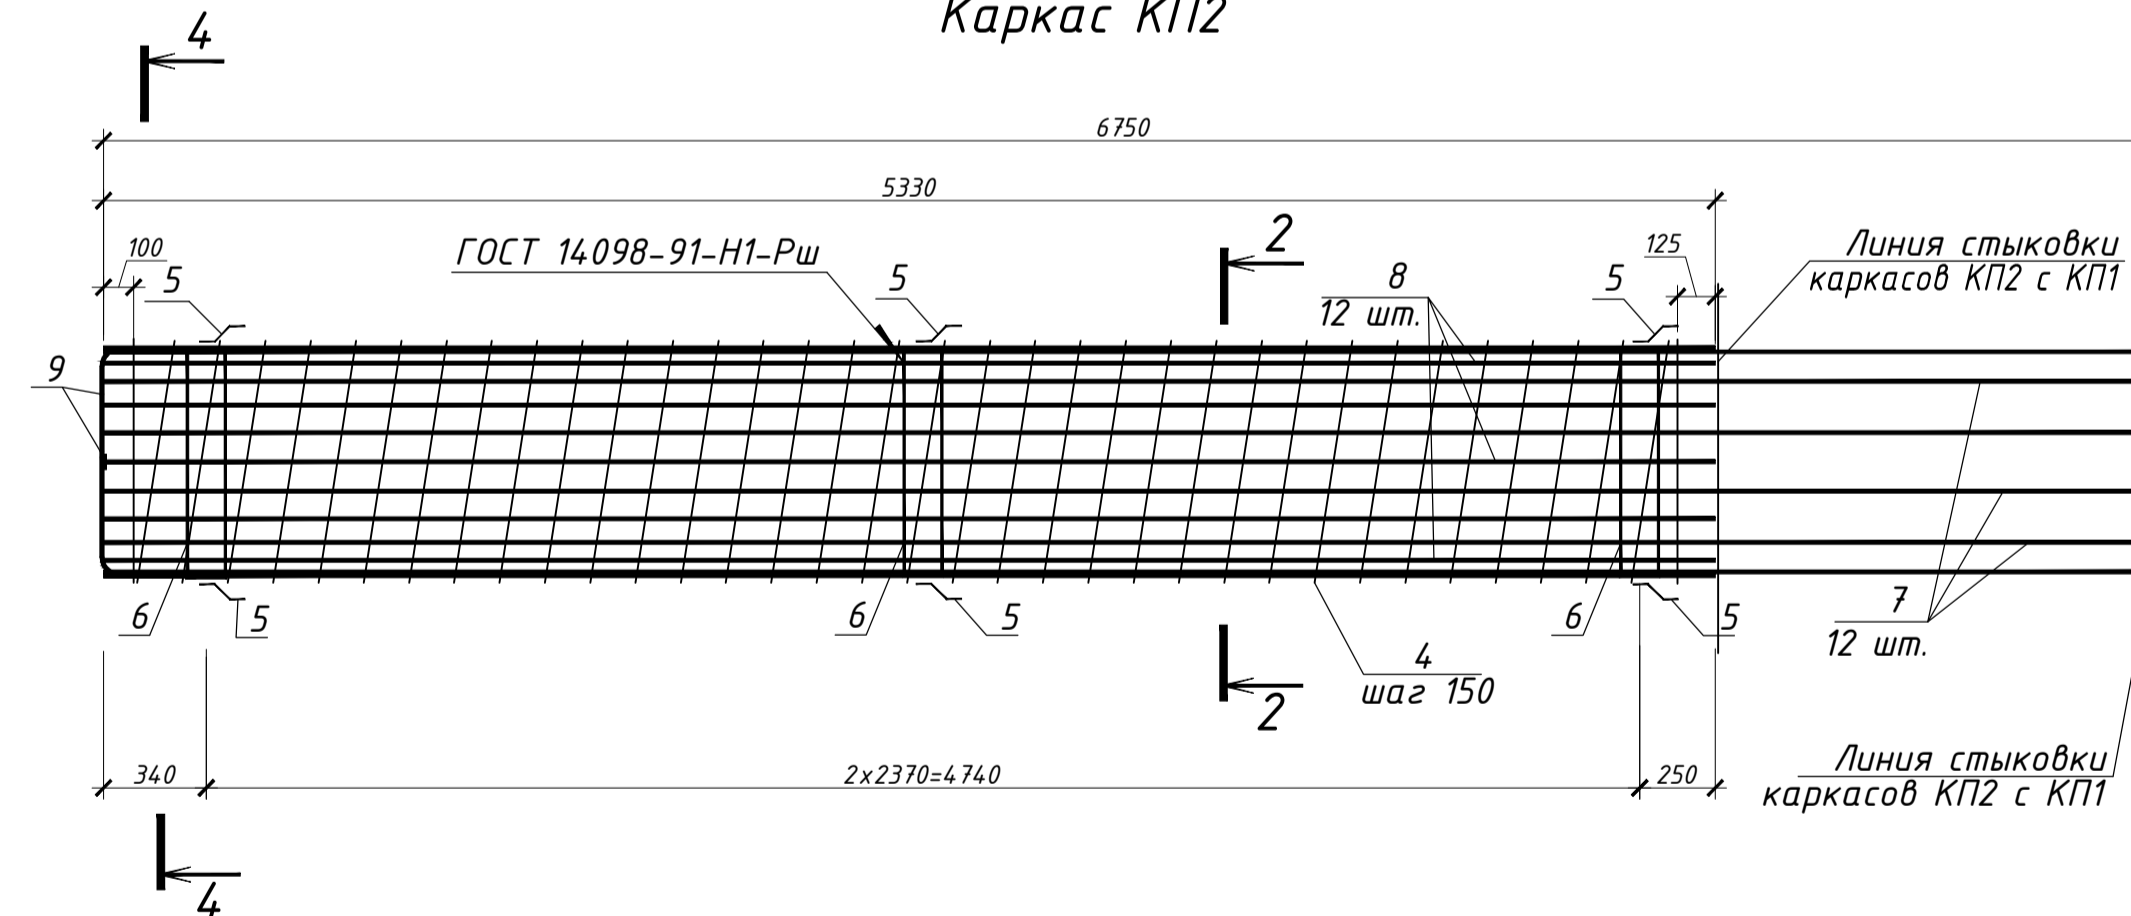 Каркас КП2
4
6750
5330
100
5
ГОСТ 14098-91-Н1-Рш
5
2
8
12 шт.
5
125
Линия стыковки
каркасов КП2 с КП1
9
6
5
6
5
6
5
7
12 шт.
4
шаг 150
2
340
2х2370=4740
250
Линия стыковки
каркасов КП2 с КП1
4